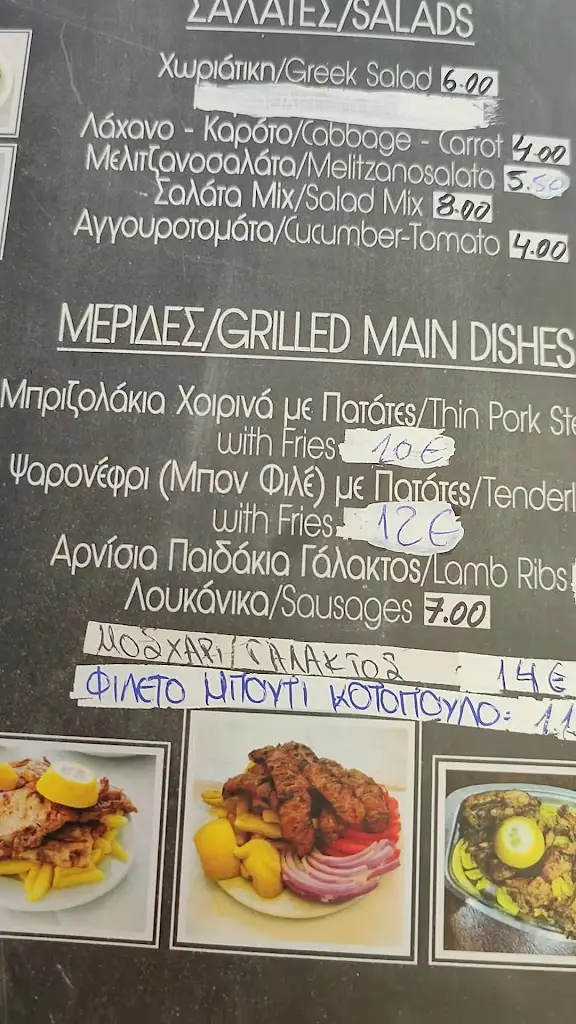 ΣΑΛΑΤΕΣ/SALADS
Χωριάτικη/Greek Salad 6.00
Λάχανο - Καρότο/Cabbage - Carrot 4.00
Μελιτζανοσαλάτα/Melitzanosalata 5.50
Σαλάτα Mix/Salad Mix 8.00
Αγγουροτομάτα/Cucumber-Tomato 4.00
ΜΕΡΙΔΕΣ/GRILLED MAIN DISHES
Μπριζολάκια Χοιρινά με Πατάτες/Thin Pork
with Fries 10€
Ψαρονέφρι (Μπον Φιλέ) με Πατάτες/
with Fries 12€
Αρνίσια Παιδάκια Γάλακτος/Lamb Ribs
Λουκάνικα/Sausages 7.00
ΜΟΣΧΑΡΙ ΓΑΛΑΚΤΟΣ 14€
ΦΙΛΕΤΟ ΜΠΟΥΤΙ ΚΟΤΟΠΟΥΛΟ: 11